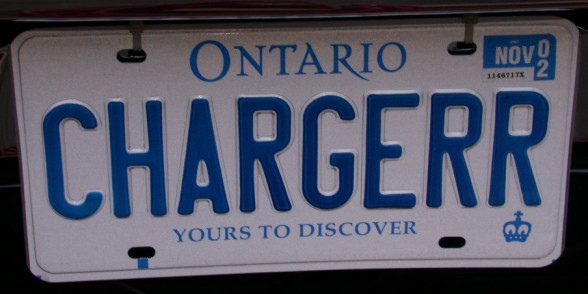 ONTARIO
NOV 02
1146717X
CHARGERR
YOURS TO DISCOVER